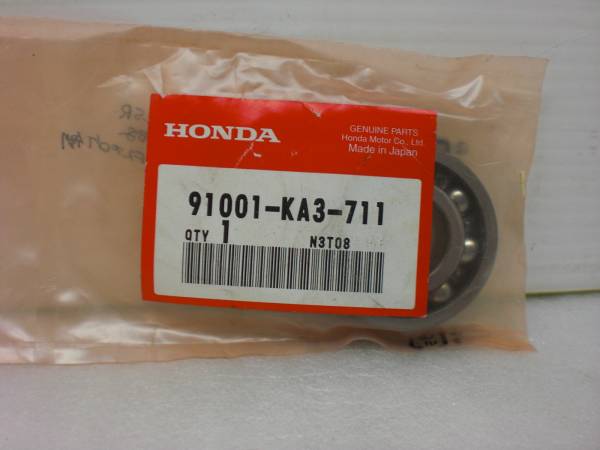 HONDA
GENUINE PARTS
Honda Motor Co., Ltd.
Made in Japan
91001-KA3-711
QTY 1 N3T08